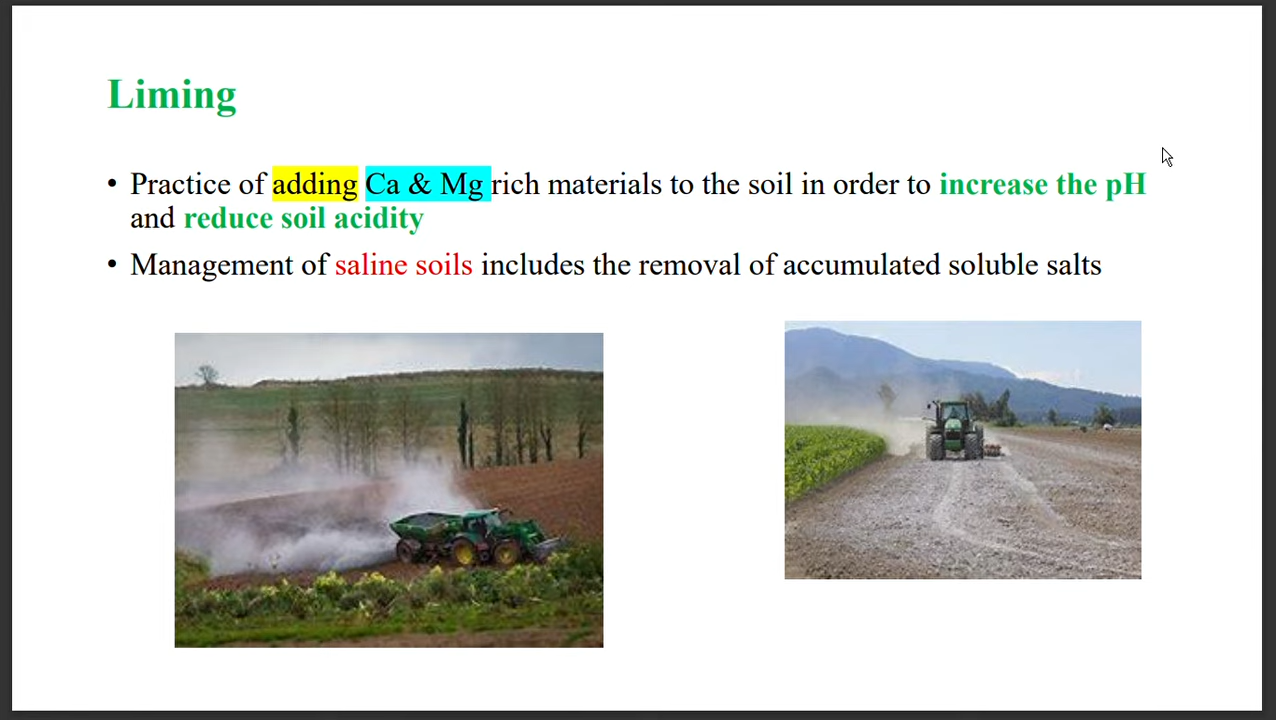 Liming
• Practice of adding Ca & Mg rich materials to the soil in order to increase the pH
and reduce soil acidity
• Management of saline soils includes the removal of accumulated soluble salts